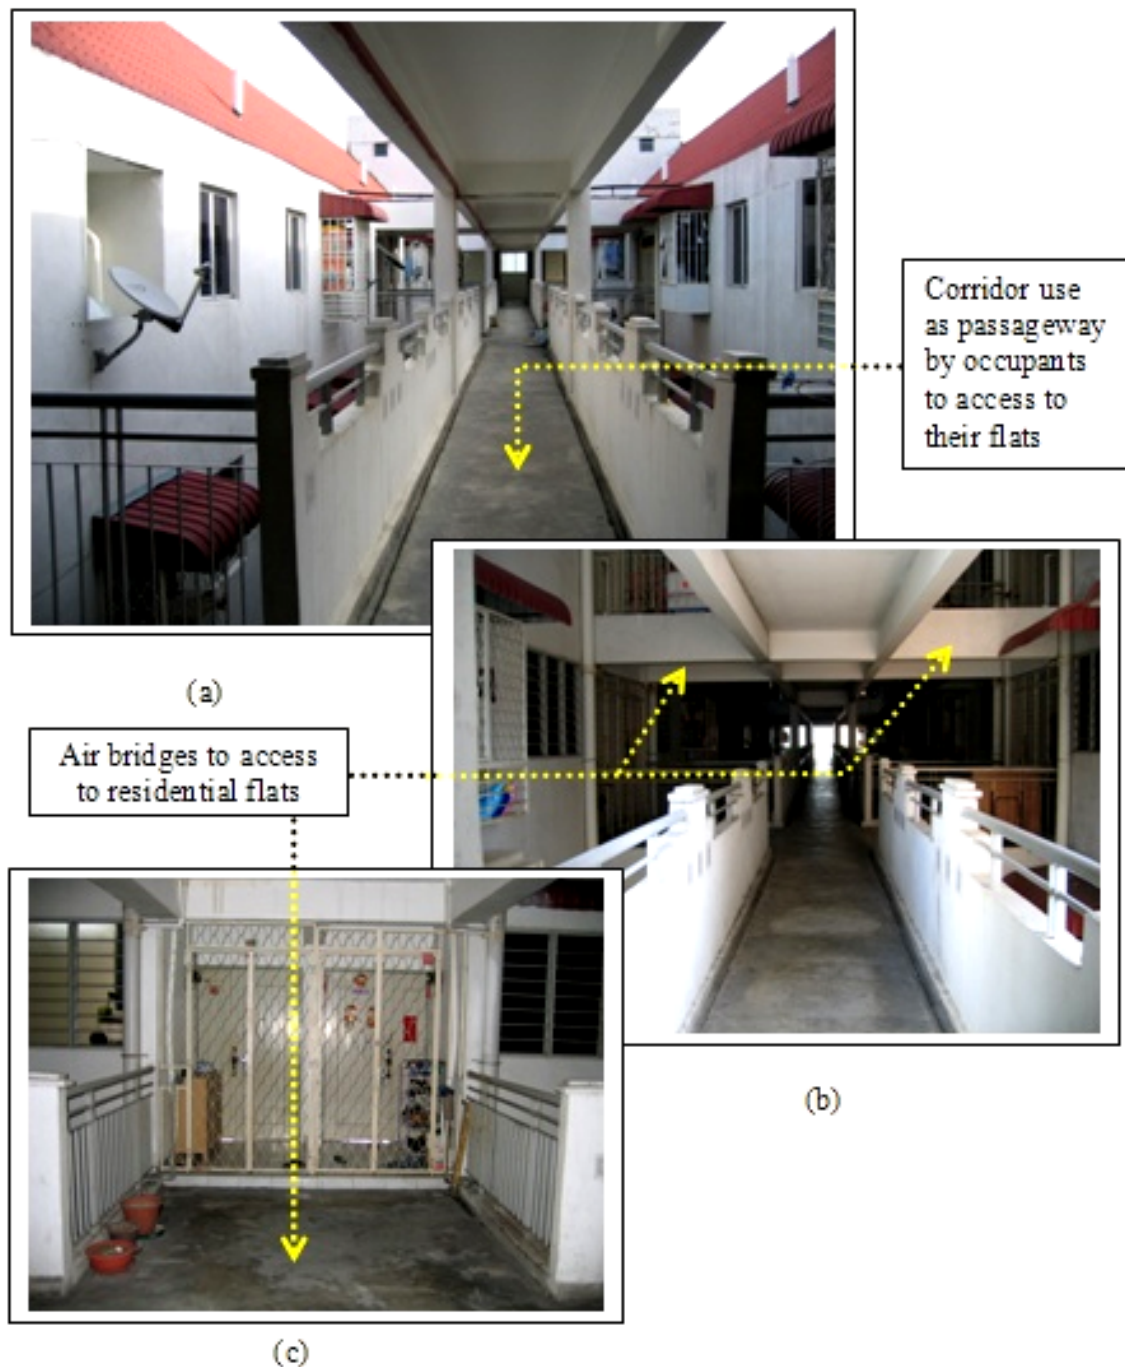 Corridor use
as passageway
by occupants
to access to
their flats
(a)
Air bridges to access
to residential flats
(b)
(c)